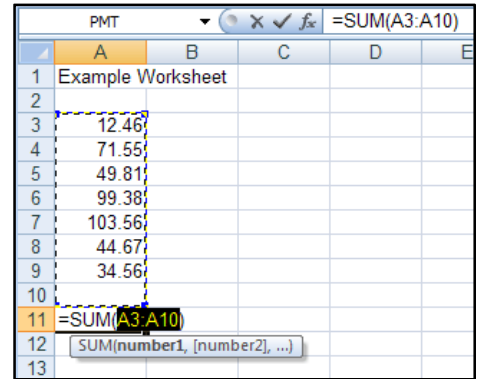 PMT fx =SUM(A3:A10)
A B C D E
1 Example Worksheet
2
3 12.46
4 71.55
5 49.81
6 99.38
7 103.56
8 44.67
9 34.56
10
11 =SUM(A3:A10)
12 SUM(number1, [number2], ...)
13